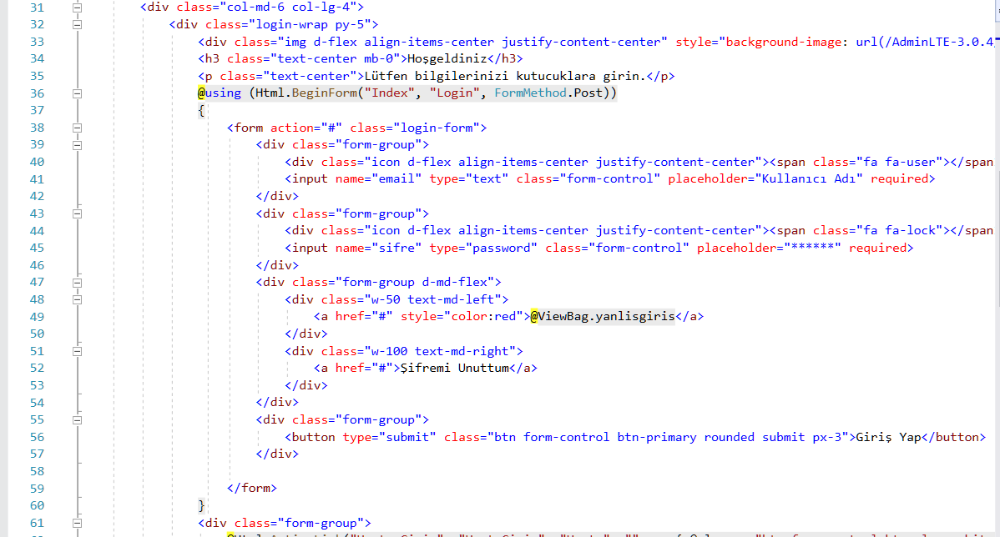 31 <div class="col-md-6 col-lg-4">
32 <div class="login-wrap py-5">
33 <div class="img d-flex align-items-center justify-content-center" style="background-image: url(/AdminLTE-3.0.4
34 <h3 class="text-center mb-0">Hoşgeldiniz</h3>
35 <p class="text-center">Lütfen bilgilerinizi kutucuklara girin.</p>
36 @using (Html.BeginForm("Index", "Login", FormMethod.Post))
37 {
38 <form action="#" class="login-form">
39 <div class="form-group">
40 <div class="icon d-flex align-items-center justify-content-center"><span class="fa fa-user"></span
41 <input name="email" type="text" class="form-control" placeholder="Kullanıcı Adı" required>
42 </div>
43 <div class="form-group">
44 <div class="icon d-flex align-items-center justify-content-center"><span class="fa fa-lock"></span
45 <input name="sifre" type="password" class="form-control" placeholder="******" required>
46 </div>
47 <div class="form-group d-md-flex">
48 <div class="w-50 text-md-left">
49 <a href="#" style="color:red">@ViewBag.yanlisgiris</a>
50 </div>
51 <div class="w-100 text-md-right">
52 <a href="#">Şifremi Unuttum</a>
53 </div>
54 </div>
55 <div class="form-group">
56 <button type="submit" class="btn form-control btn-primary rounded submit px-3">Giriş Yap</button>
57 </div>
58
59 </form>
60 }
61 <div class="form-group">